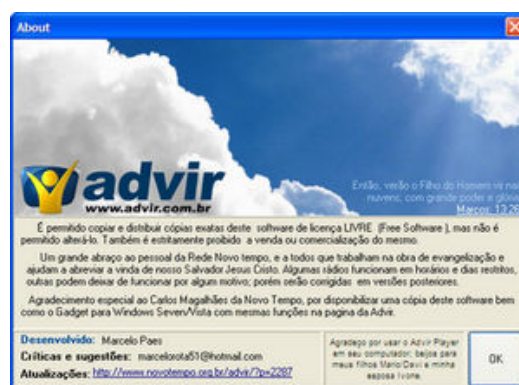 About
advir
www.advir.com.br
Então, verão o Filho do Homem vir nas
nuvens, com grande poder e glória
Marcos, 13:26
É permitido copiar e distribuir cópias exatas deste software de licença LIVRE (Free Software ), mas não é
permitido alterá-lo. Também é estritamente proibido a venda ou comercialização do mesmo.
Um grande abraço ao pessoal da Rede Novo tempo, e a todos que trabalham na obra de evangelização e
ajudam a abreviar a vinda de nosso Salvador Jesus Cristo. Algumas rádios funcionam em horários e dias restritos,
outras podem deixar de funcionar por algum motivo; porém serão corrigidas em versões posteriores.
Agradecimento especial ao Carlos Magalhães da Novo Tempo, por disponibilizar uma cópia deste software bem
como o Gadget para Windows Seven/Vista com mesmas funções na pagina da Advir.
Desenvolvido: Marcelo Paes
Críticas e sugestões: marcelorota51@hotmail.com
Atualizações: http://www.novotempo.org.br/advir/?p=2287
Agradeço por usar o Advir Player
em seu computador; beijos para
meus filhos Mario Davi e minha
esposa Ivone.
OK